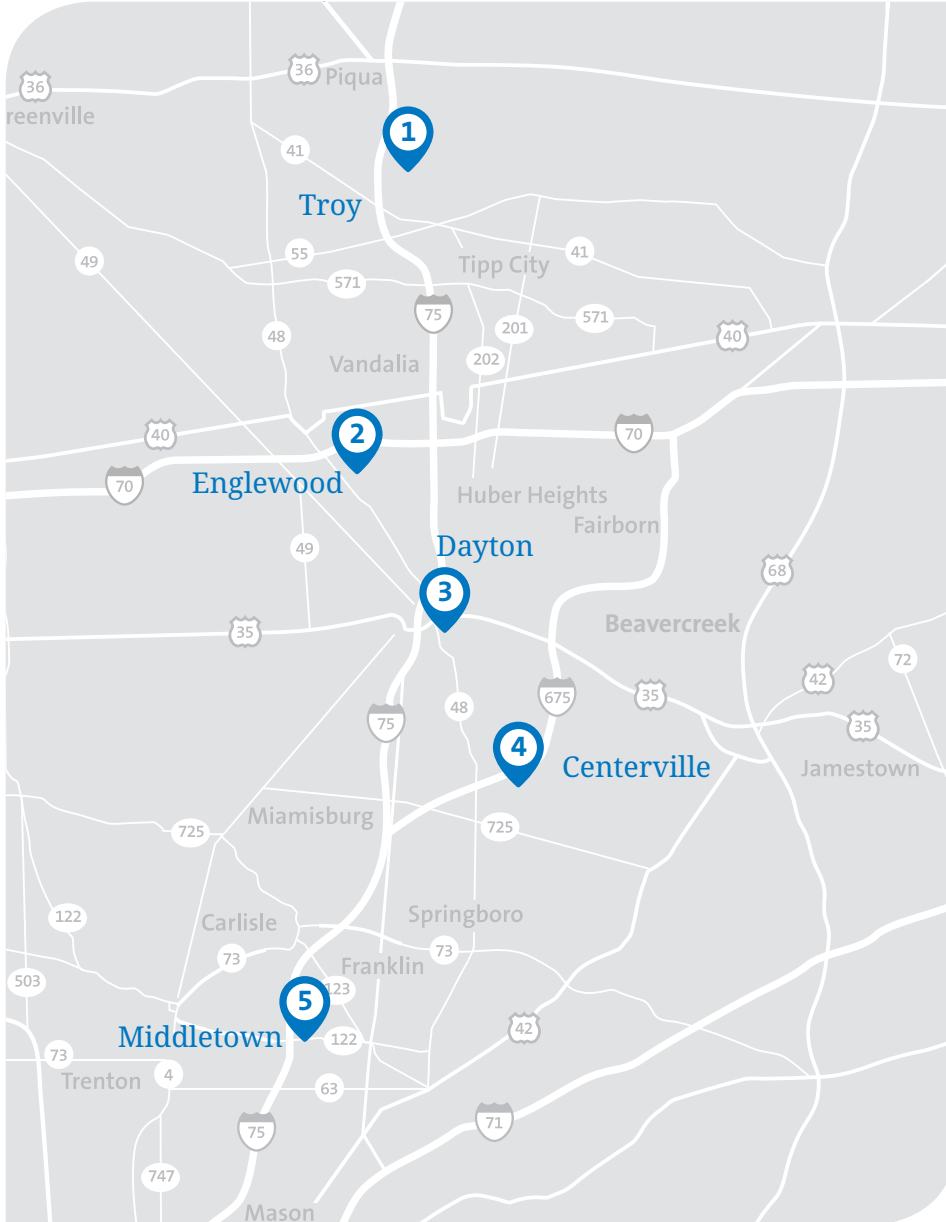 36
Piqua
36
reenville
1
41
Troy
49
55
Tipp City
41
571
75
571
201
48
40
202
Vandalia
2
40
70
Englewood
70
Huber Heights
Fairborn
49
Dayton
68
3
35
Beavercreek
72
42
675
35
48
75
35
4
Centerville
Jamestown
Miamisburg
725
725
122
Carlisle
Springboro
73
73
Franklin
503
123
5
42
Middletown
122
73
Trenton
4
63
71
75
747
Mason